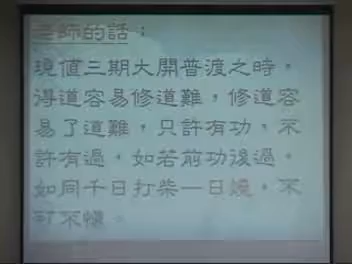 老師的話：
現值三期大開普渡之時，
得道容易修道難，修道容
易了道難，只許有功，不
許有過，如若前功後過，
如同千日打柴一日燒，不
可不慎。